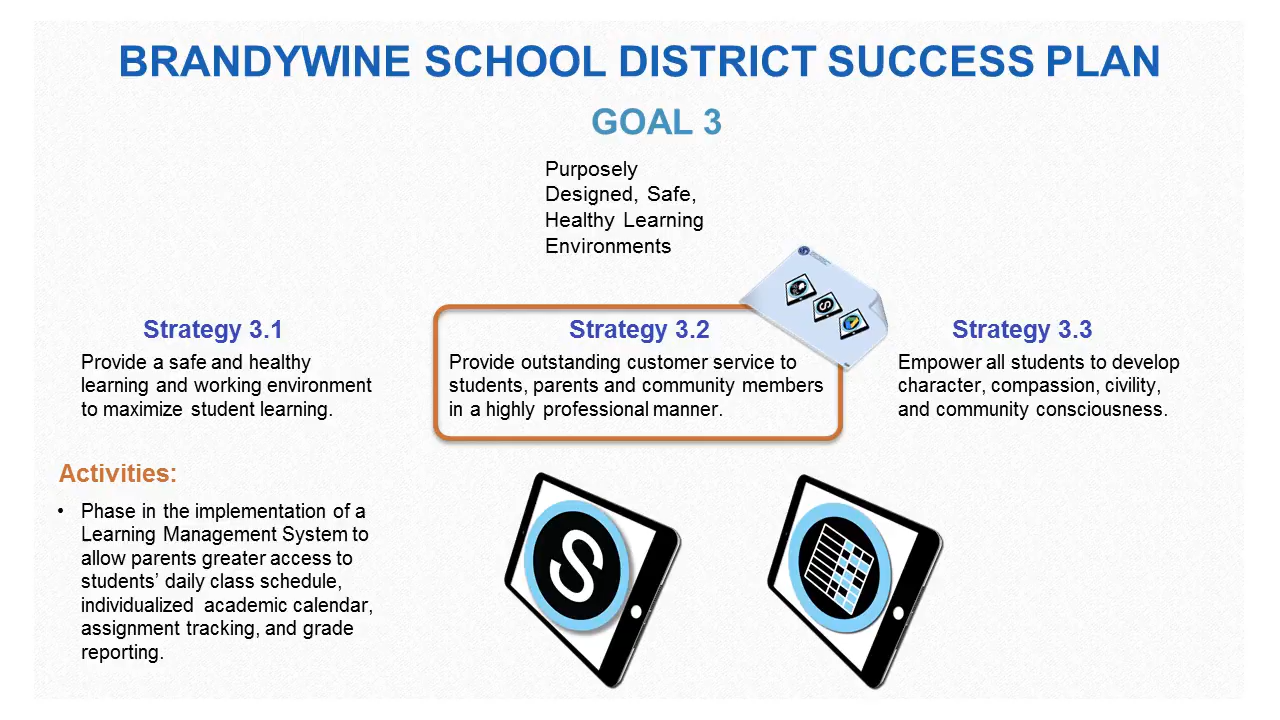 BRANDYWINE SCHOOL DISTRICT SUCCESS PLAN
GOAL 3
Purposely
Designed, Safe,
Healthy Learning
Environments
Strategy 3.1
Provide a safe and healthy
learning and working environment
to maximize student learning.
Strategy 3.2
Provide outstanding customer service to
students, parents and community members
in a highly professional manner.
Strategy 3.3
Empower all students to develop
character, compassion, civility,
and community consciousness.
Activities:
• Phase in the implementation of a
Learning Management System to
allow parents greater access to
students’ daily class schedule,
individualized academic calendar,
assignment tracking, and grade
reporting.
S
S